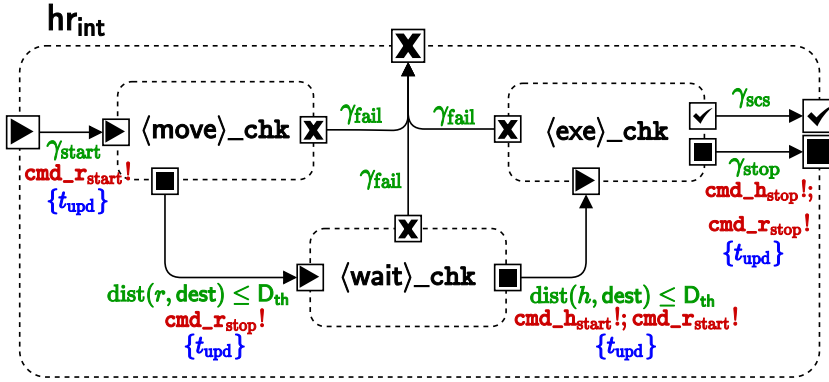 hr_int
⟨move⟩_chk
γ_fail
γ_fail
⟨exe⟩_chk
γ_scs
γ_start
cmd_r_start!
{t_upd}
γ_fail
γ_stop
cmd_h_stop!;
cmd_r_stop!
{t_upd}
⟨wait⟩_chk
dist(r, dest) ≤ D_th
cmd_r_stop!
{t_upd}
dist(h, dest) ≤ D_th
cmd_h_start!; cmd_r_start!
{t_upd}